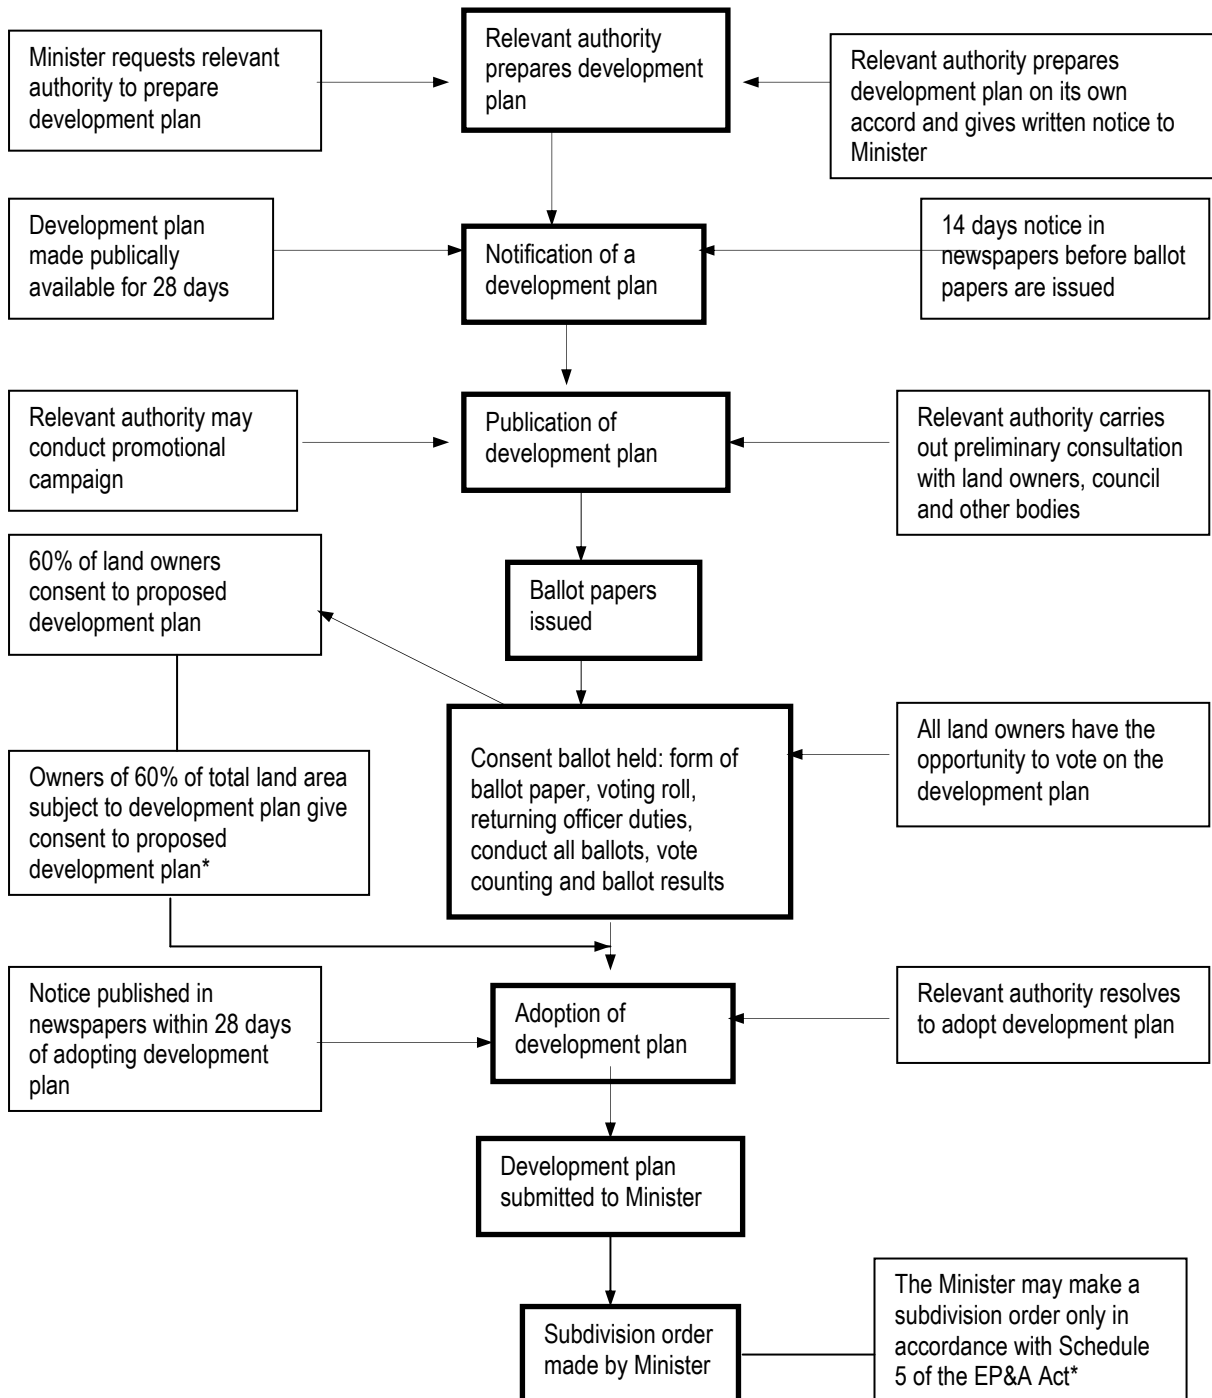 Minister requests relevant
authority to prepare
development plan
Relevant authority
prepares development
plan
Relevant authority prepares
development plan on its own
accord and gives written notice to
Minister
Development plan
made publically
available for 28 days
Notification of a
development plan
14 days notice in
newspapers before ballot
papers are issued
Relevant authority may
conduct promotional
campaign
Publication of
development plan
Relevant authority carries
out preliminary consultation
with land owners, council
and other bodies
60% of land owners
consent to proposed
development plan
Ballot papers
issued
Owners of 60% of total land area
subject to development plan give
consent to proposed
development plan*
Consent ballot held: form of
ballot paper, voting roll,
returning officer duties,
conduct all ballots, vote
counting and ballot results
All land owners have the
opportunity to vote on the
development plan
Notice published in
newspapers within 28 days
of adopting development
plan
Adoption of
development plan
Relevant authority resolves
to adopt development plan
Development plan
submitted to Minister
Subdivision order
made by Minister
The Minister may make a
subdivision order only in
accordance with Schedule
5 of the EP&A Act*